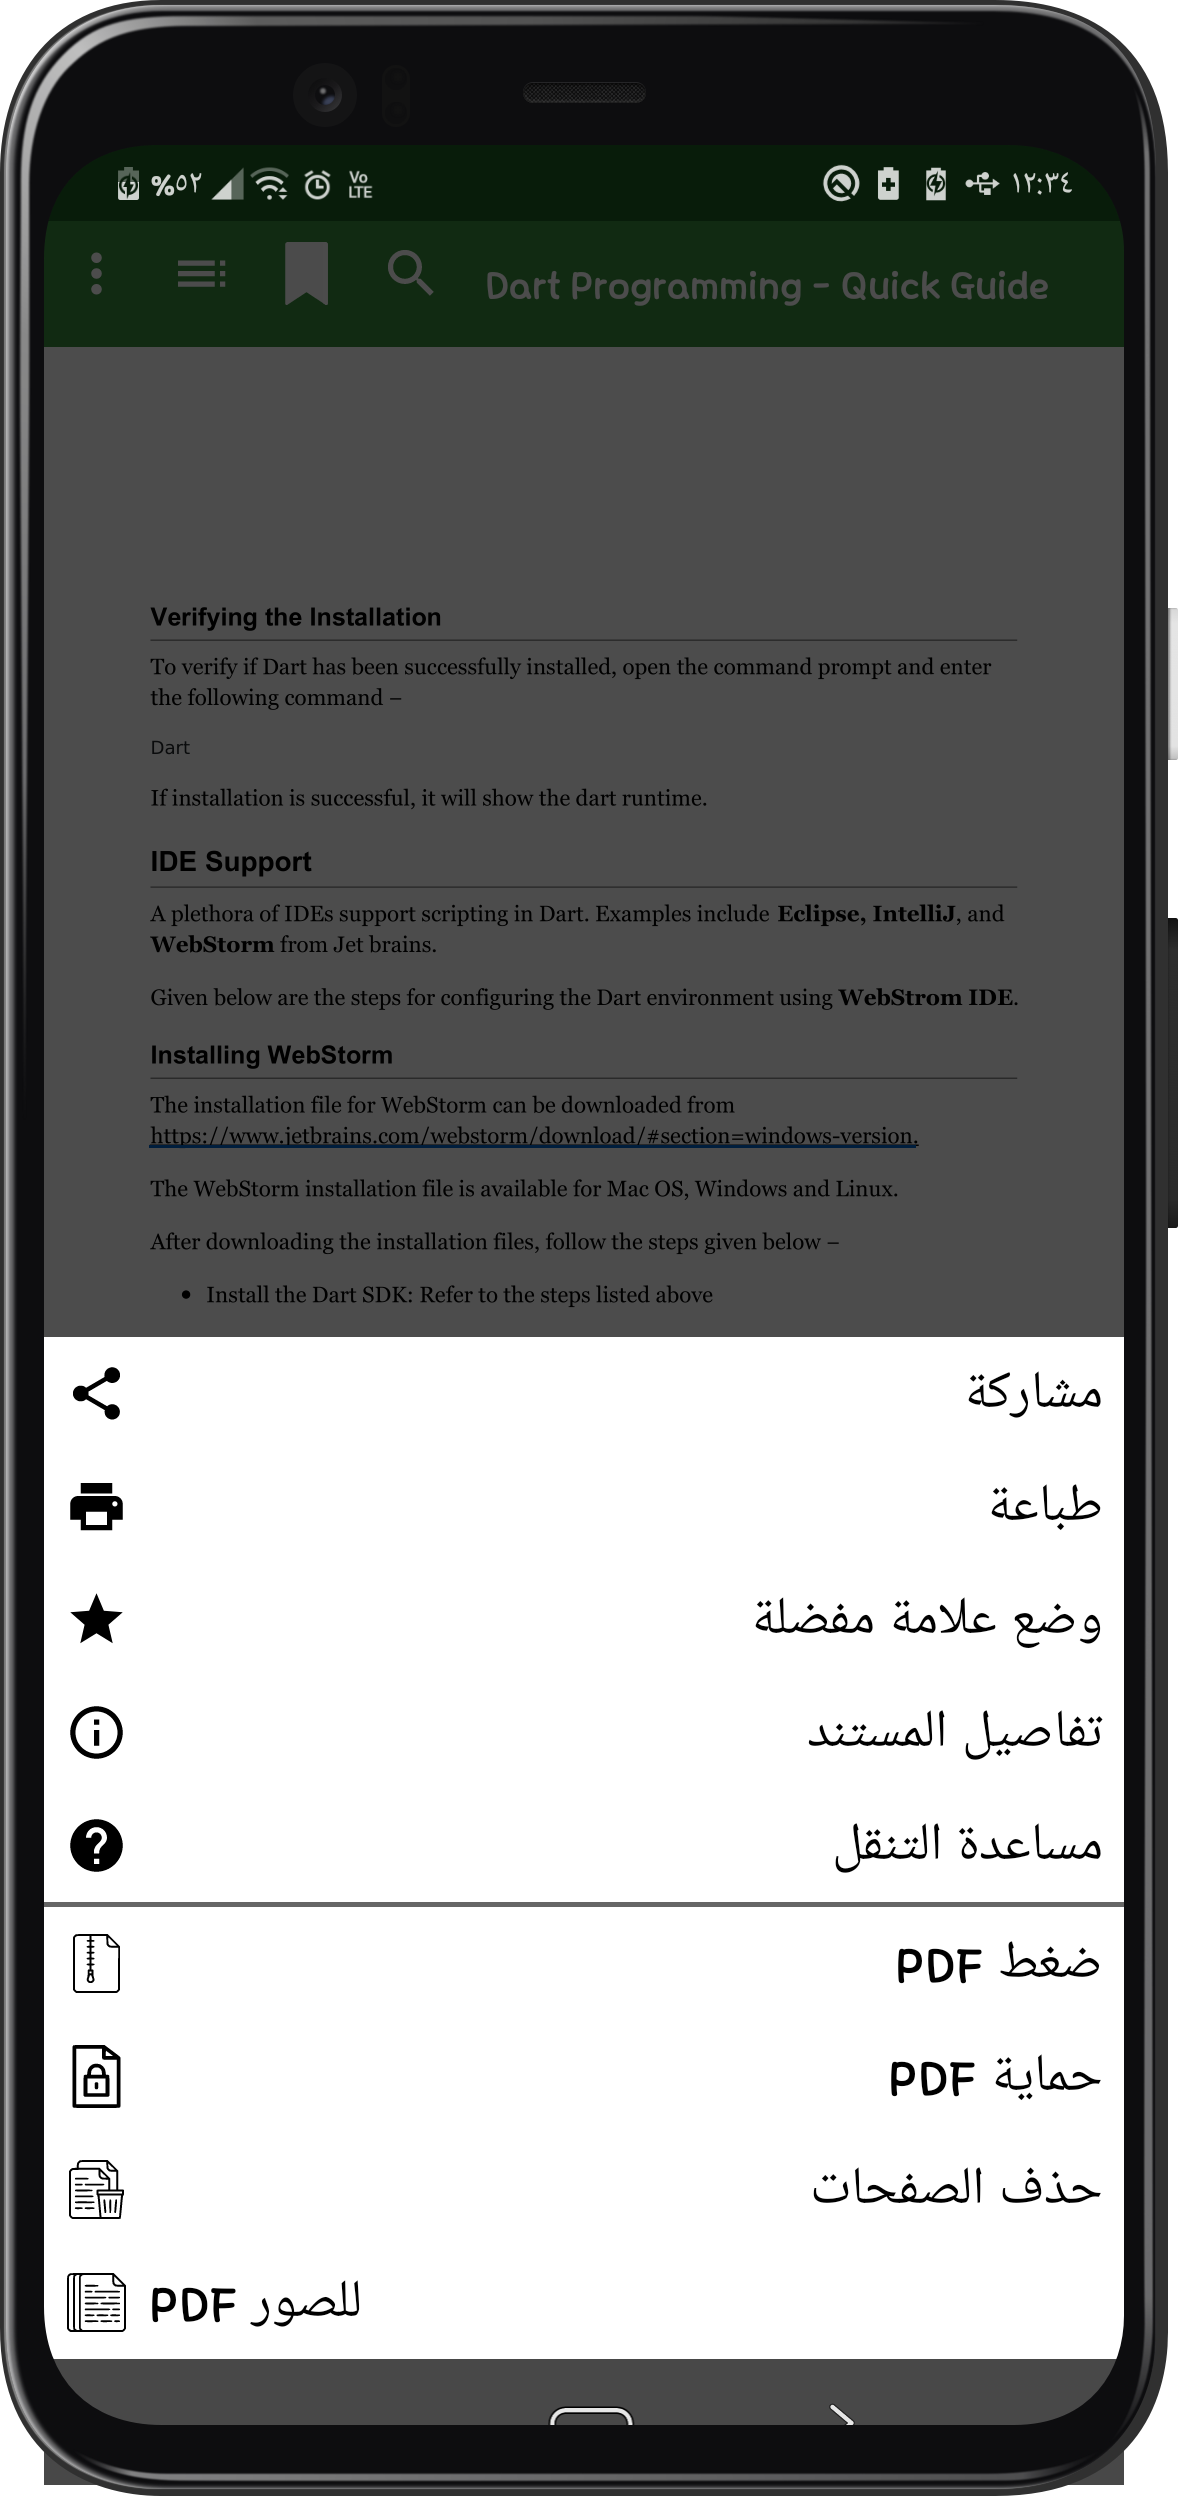 %٥٢
Vo
LTE
١٢:٣٤
Dart Programming - Quick Guide
Verifying the Installation
To verify if Dart has been successfully installed, open the command prompt and enter
the following command –
Dart
If installation is successful, it will show the dart runtime.
IDE Support
A plethora of IDEs support scripting in Dart. Examples include Eclipse, IntelliJ, and
WebStorm from Jet brains.
Given below are the steps for configuring the Dart environment using WebStrom IDE.
Installing WebStorm
The installation file for WebStorm can be downloaded from
https://www.jetbrains.com/webstorm/download/#section=windows-version.
The WebStorm installation file is available for Mac OS, Windows and Linux.
After downloading the installation files, follow the steps given below –
• Install the Dart SDK: Refer to the steps listed above
مشاركة
طباعة
وضع علامة مفضلة
تفاصيل المستند
مساعدة التنقل
ضغط PDF
حماية PDF
حذف الصفحات
PDF للصور